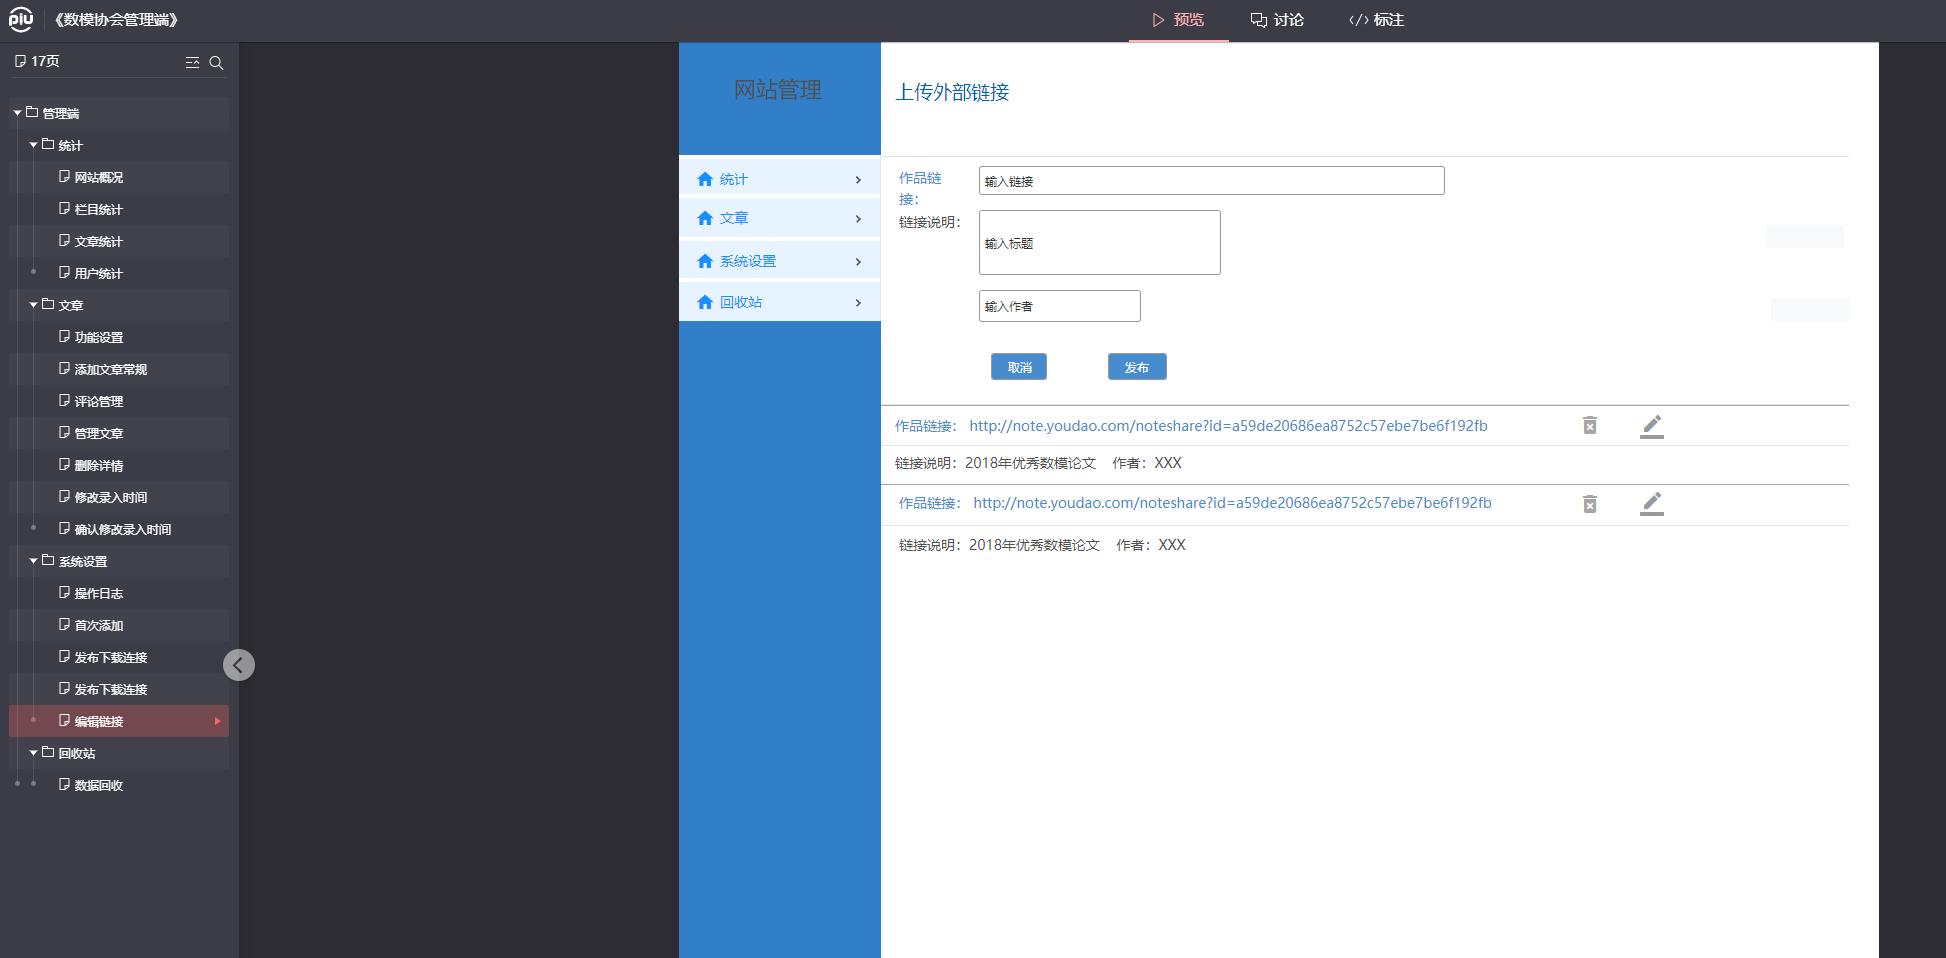 piu 《数模协会管理端》
预览 讨论 </> 标注
17页
管理端
统计
网站概况
栏目统计
文章统计
用户统计
文章
功能设置
添加文章常规
评论管理
管理文章
删除详情
修改录入时间
确认修改录入时间
系统设置
操作日志
首次添加
发布下载连接
发布下载连接
编辑链接
回收站
数据回收
网站管理
统计
文章
系统设置
回收站
上传外部链接
作品链
接：
输入链接
链接说明：
输入标题
输入作者
取消 发布
作品链接： http://note.youdao.com/noteshare?id=a59de20686ea8752c57ebe7be6f192fb
链接说明：2018年优秀数模论文 作者：XXX
作品链接： http://note.youdao.com/noteshare?id=a59de20686ea8752c57ebe7be6f192fb
链接说明：2018年优秀数模论文 作者：XXX